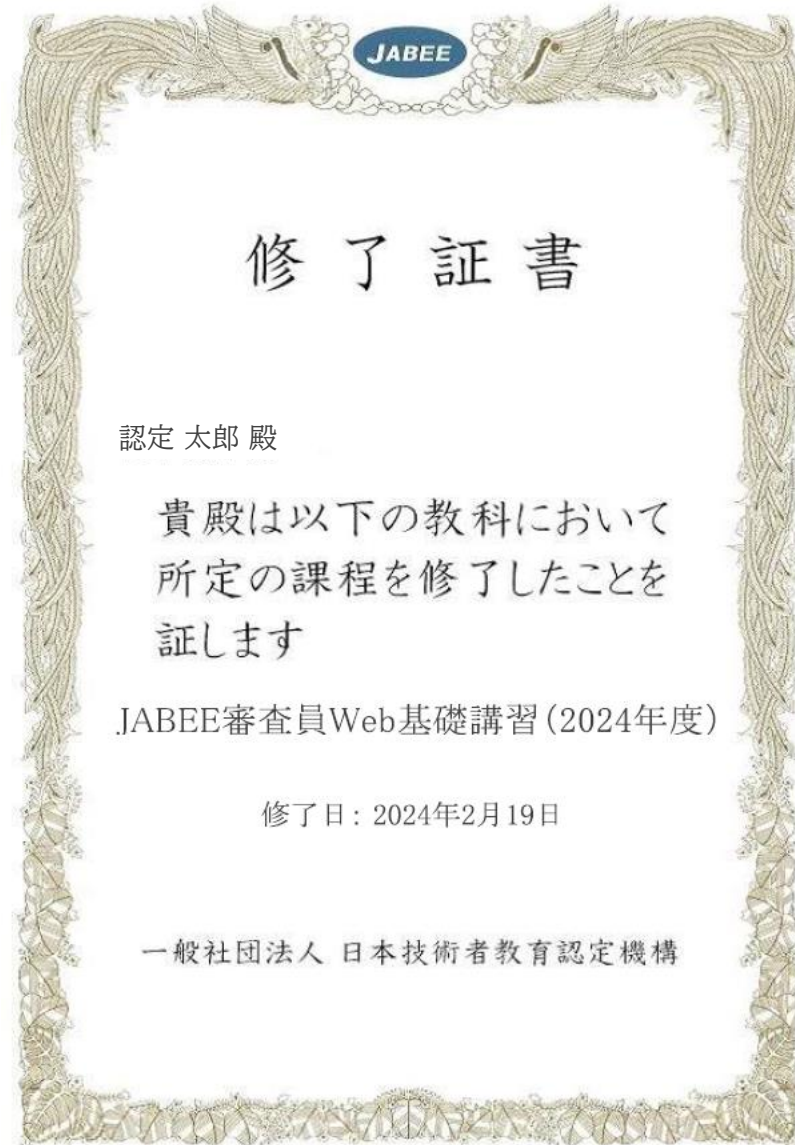 JABEE
修了証書
認定 太郎 殿
貴殿は以下の教科において
所定の課程を修了したことを
証します
JABEE審査員Web基礎講習(2024年度)
修了日: 2024年2月19日
一般社団法人 日本技術者教育認定機構